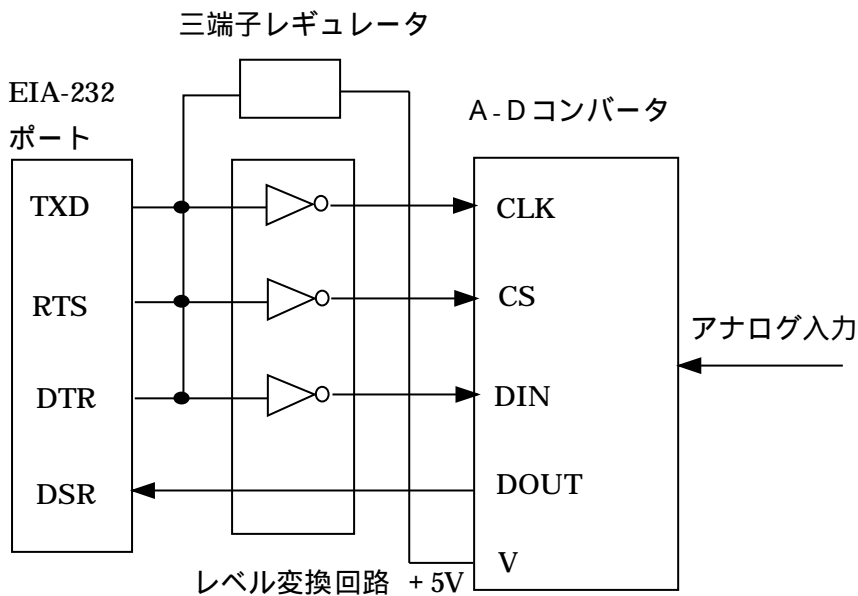 三端子レギュレータ
EIA-232
ポート
A-Dコンバータ
TXD
CLK
RTS
CS
アナログ入力
DTR
DIN
DSR
DOUT
V
レベル変換回路
+5V